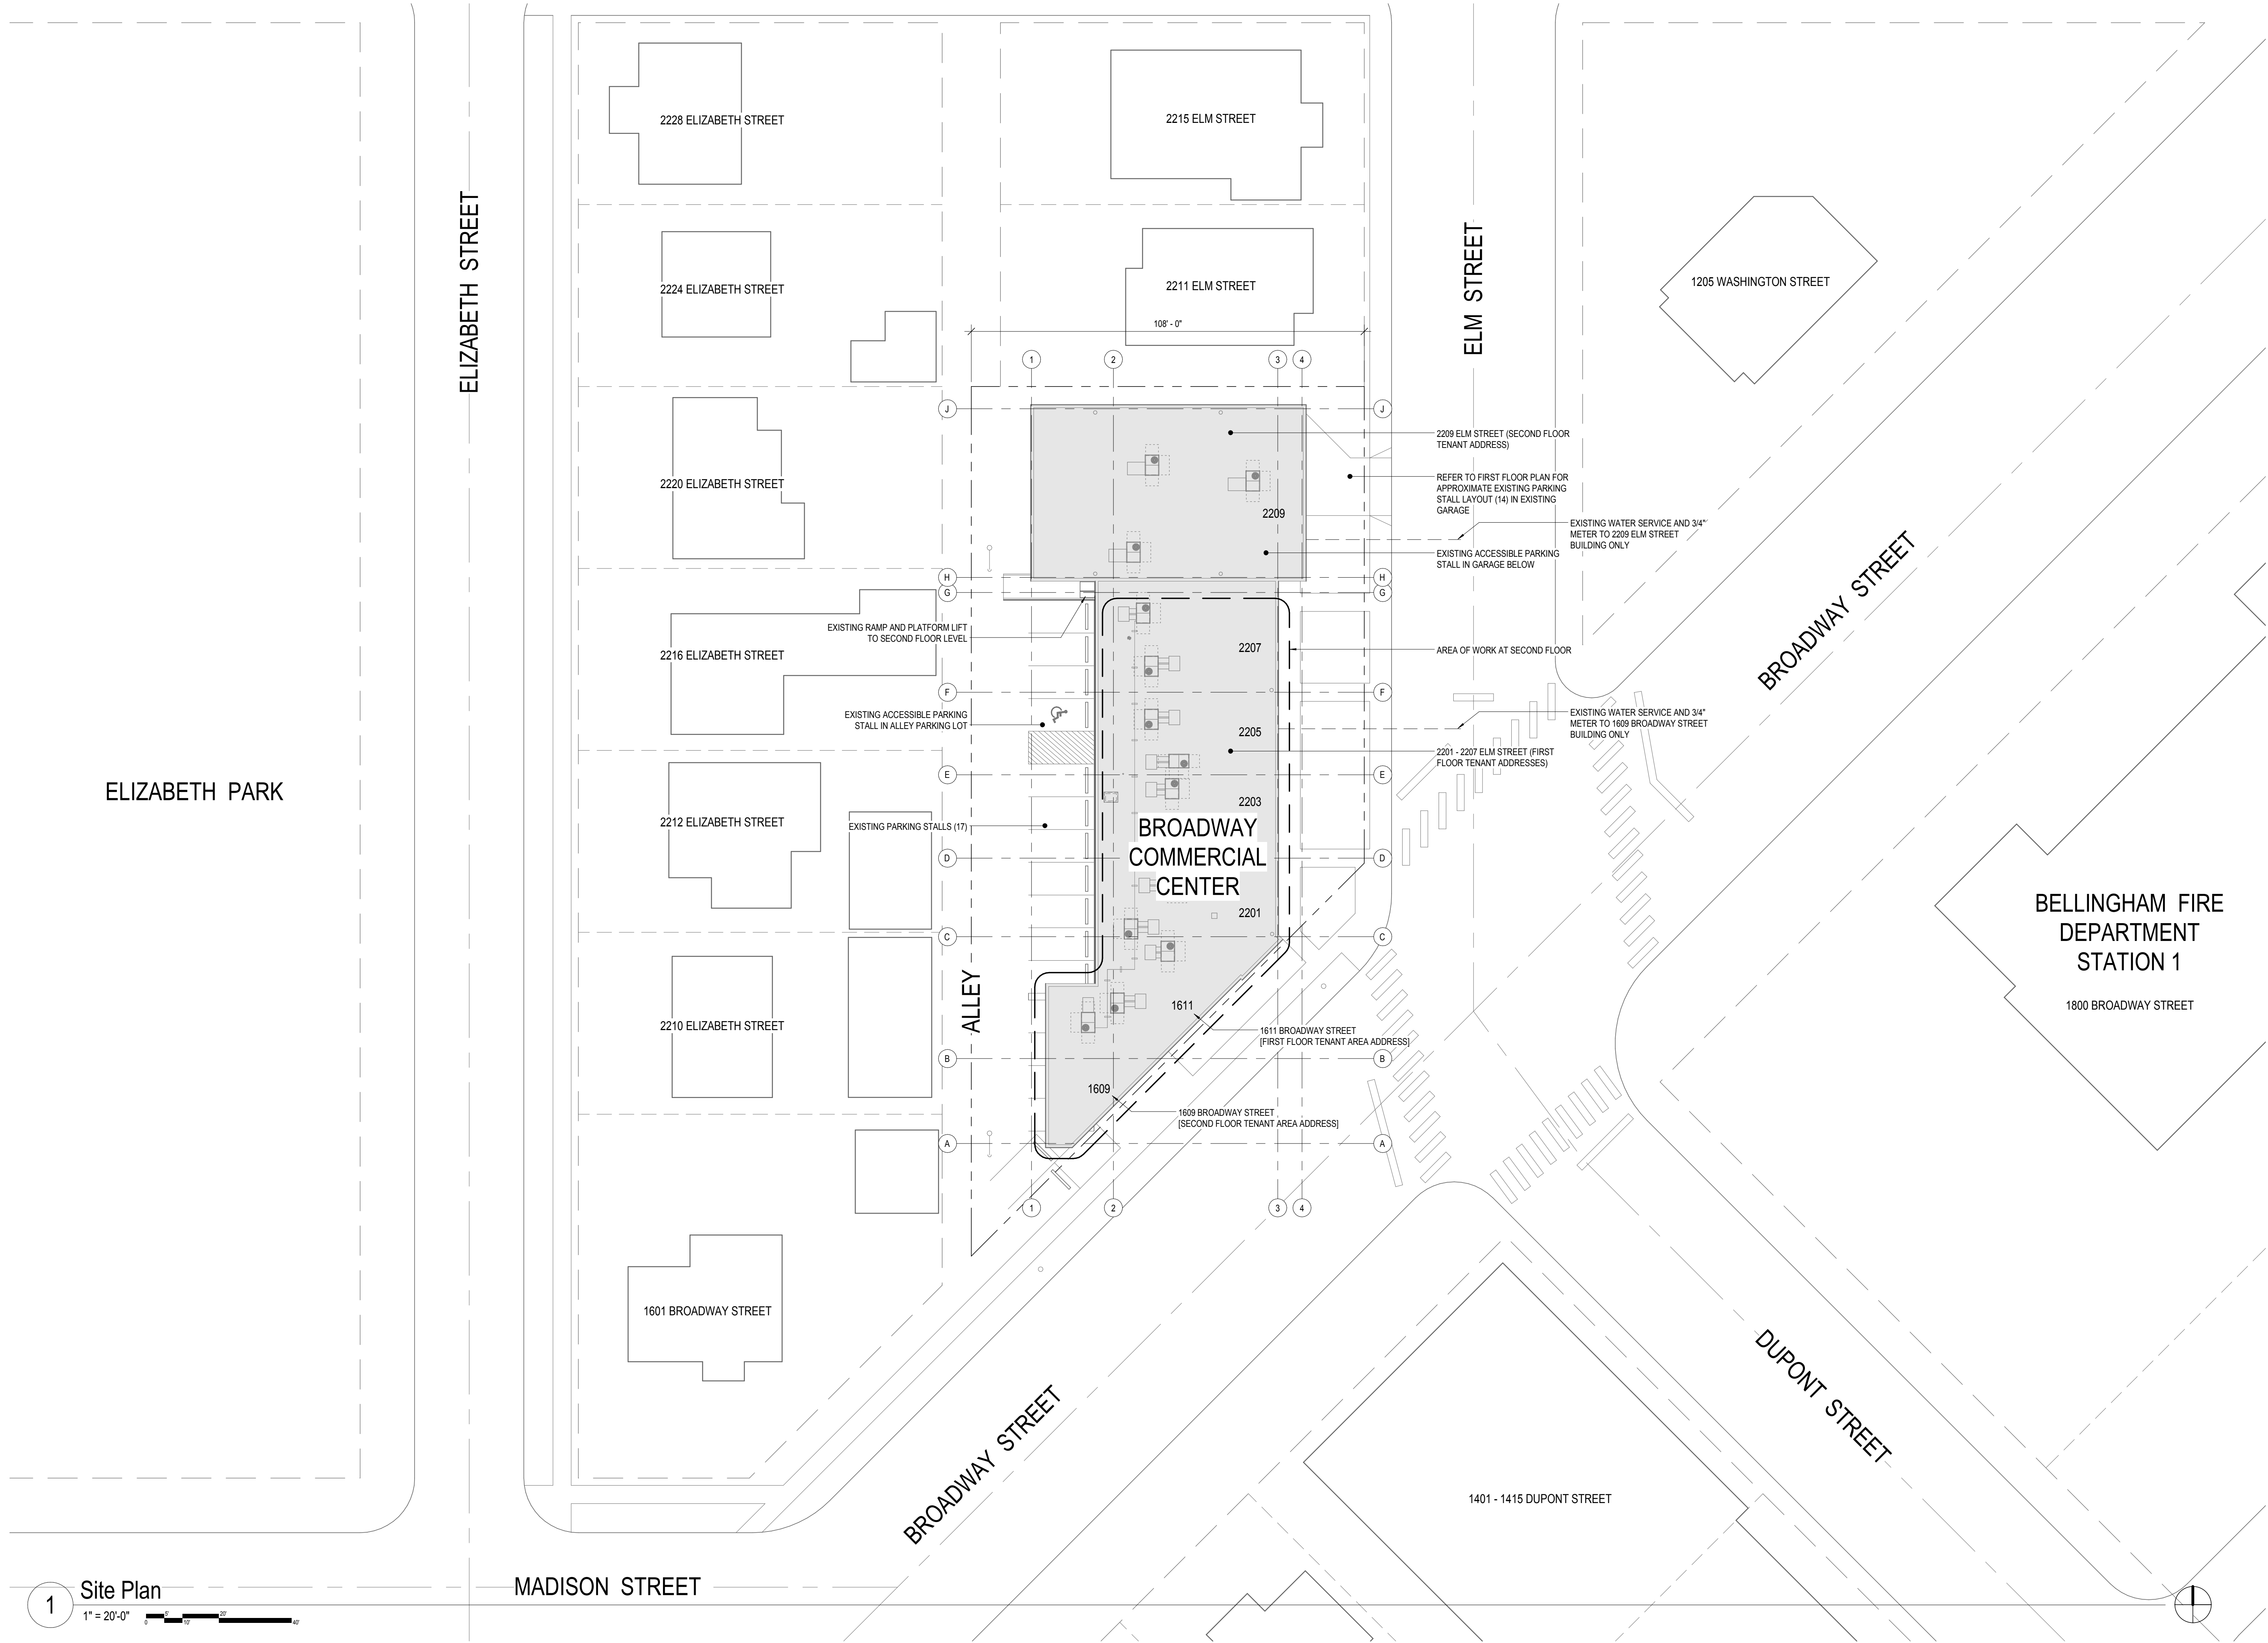 2228 ELIZABETH STREET
2215 ELM STREET
ELIZABETH STREET
ELM STREET
1205 WASHINGTON STREET
2224 ELIZABETH STREET
2211 ELM STREET
108' - 0"
1
2
3
4
J
J
2209 ELM STREET (SECOND FLOOR
TENANT ADDRESS)
REFER TO FIRST FLOOR PLAN FOR
APPROXIMATE EXISTING PARKING
STALL LAYOUT (14) IN EXISTING
GARAGE
2220 ELIZABETH STREET
2209
EXISTING WATER SERVICE AND 3/4"
METER TO 2209 ELM STREET
BUILDING ONLY
EXISTING ACCESSIBLE PARKING
STALL IN GARAGE BELOW
H
H
G
G
EXISTING RAMP AND PLATFORM LIFT
TO SECOND FLOOR LEVEL
2216 ELIZABETH STREET
2207
AREA OF WORK AT SECOND FLOOR
BROADWAY STREET
F
F
EXISTING ACCESSIBLE PARKING
STALL IN ALLEY PARKING LOT
EXISTING WATER SERVICE AND 3/4"
METER TO 1609 BROADWAY STREET
BUILDING ONLY
2205
2201 - 2207 ELM STREET (FIRST
FLOOR TENANT ADDRESSES)
E
E
ELIZABETH PARK
2203
2212 ELIZABETH STREET
EXISTING PARKING STALLS (17)
BROADWAY
COMMERCIAL
CENTER
D
D
2201
C
C
BELLINGHAM FIRE
DEPARTMENT
STATION 1
1800 BROADWAY STREET
ALLEY
2210 ELIZABETH STREET
1611
1611 BROADWAY STREET
[FIRST FLOOR TENANT AREA ADDRESS]
B
B
1609
1609 BROADWAY STREET
[SECOND FLOOR TENANT AREA ADDRESS]
A
A
1
2
3
4
1601 BROADWAY STREET
BROADWAY STREET
DUPONT STREET
1401 - 1415 DUPONT STREET
MADISON STREET
1
Site Plan
1" = 20'-0"
0
5'
10'
20'
40'